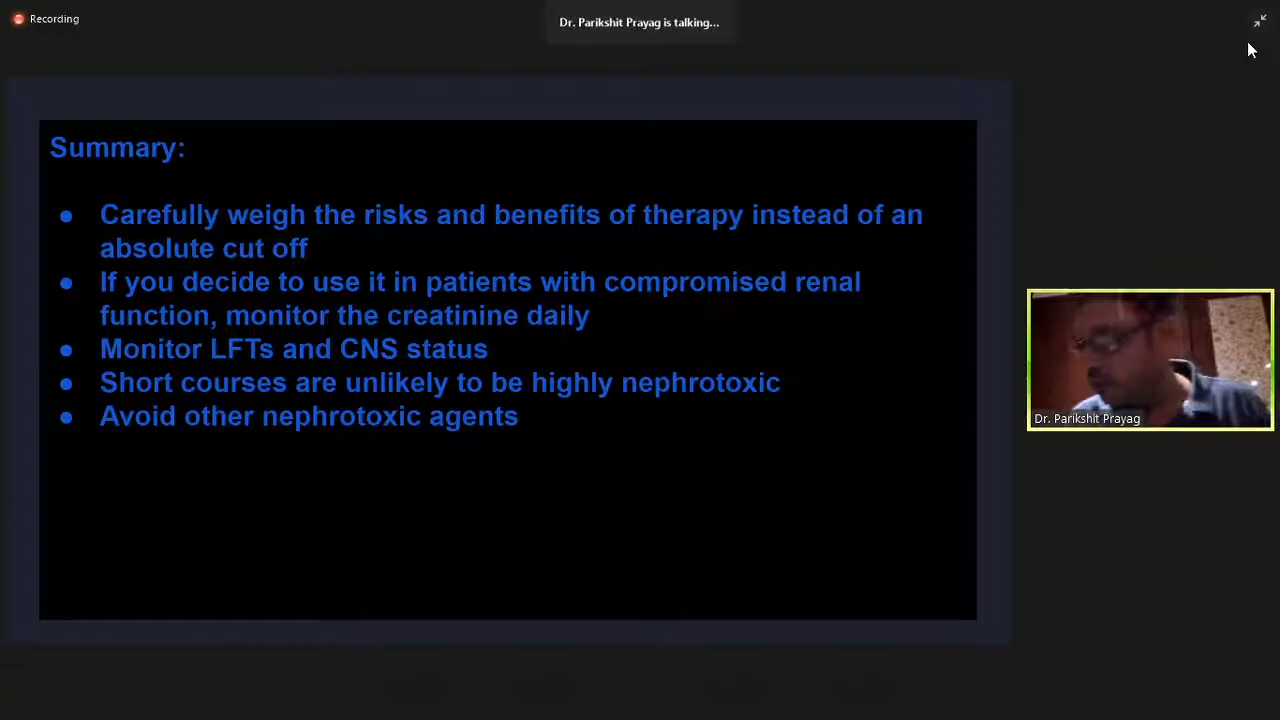 Recording
Dr. Parikshit Prayag is talking...
Summary:
● Carefully weigh the risks and benefits of therapy instead of an
absolute cut off
● If you decide to use it in patients with compromised renal
function, monitor the creatinine daily
● Monitor LFTs and CNS status
● Short courses are unlikely to be highly nephrotoxic
● Avoid other nephrotoxic agents
Dr. Parikshit Prayag